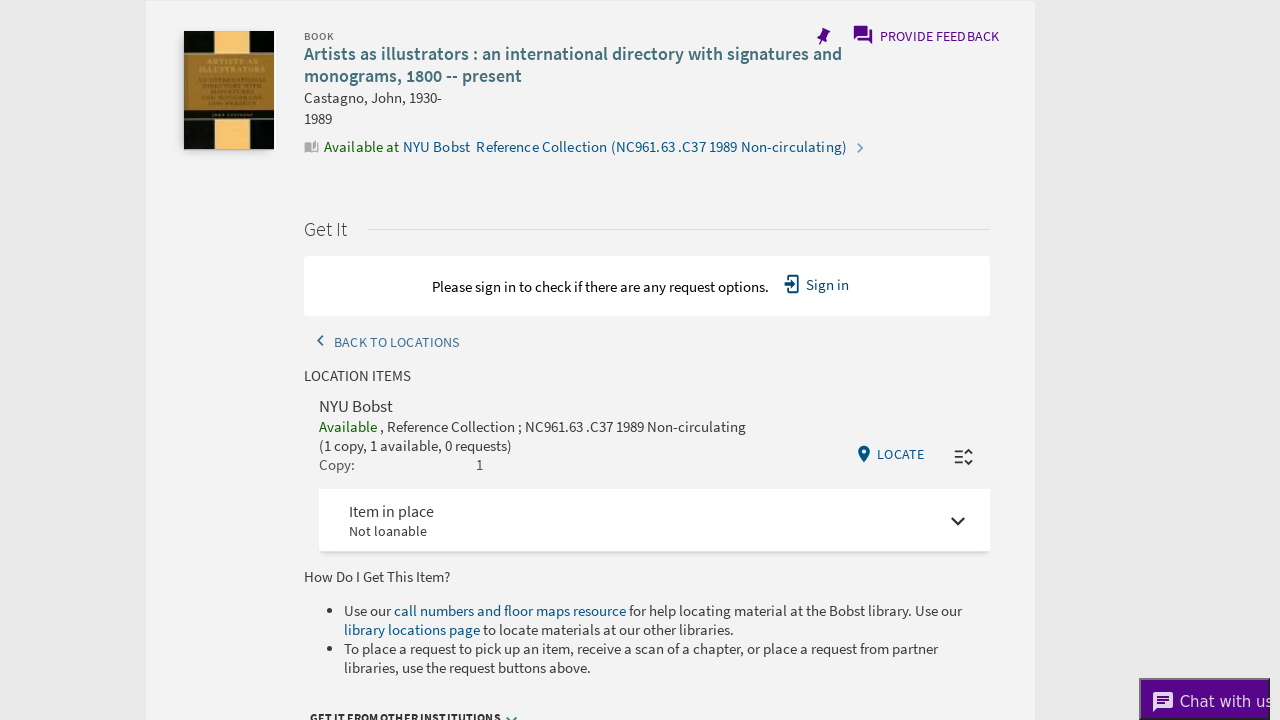 BOOK
PROVIDE FEEDBACK
Artists as illustrators : an international directory with signatures and
monograms, 1800 -- present
Castagno, John, 1930-
1989
Available at NYU Bobst Reference Collection (NC961.63 .C37 1989 Non-circulating)
ARTISTS AS
ILLUSTRATORS
AN INTERNATIONAL
DIRECTORY WITH
SIGNATURES
AND MONOGRAMS
1800-PRESENT
JOHN CASTAGNO
Get It
Please sign in to check if there are any request options. Sign in
BACK TO LOCATIONS
LOCATION ITEMS
NYU Bobst
Available , Reference Collection ; NC961.63 .C37 1989 Non-circulating
(1 copy, 1 available, 0 requests)
LOCATE
Copy: 1
Item in place
Not loanable
How Do I Get This Item?
Use our call numbers and floor maps resource for help locating material at the Bobst library. Use our
library locations page to locate materials at our other libraries.
To place a request to pick up an item, receive a scan of a chapter, or place a request from partner
libraries, use the request buttons above.
GET IT FROM OTHER INSTITUTIONS
Chat with us